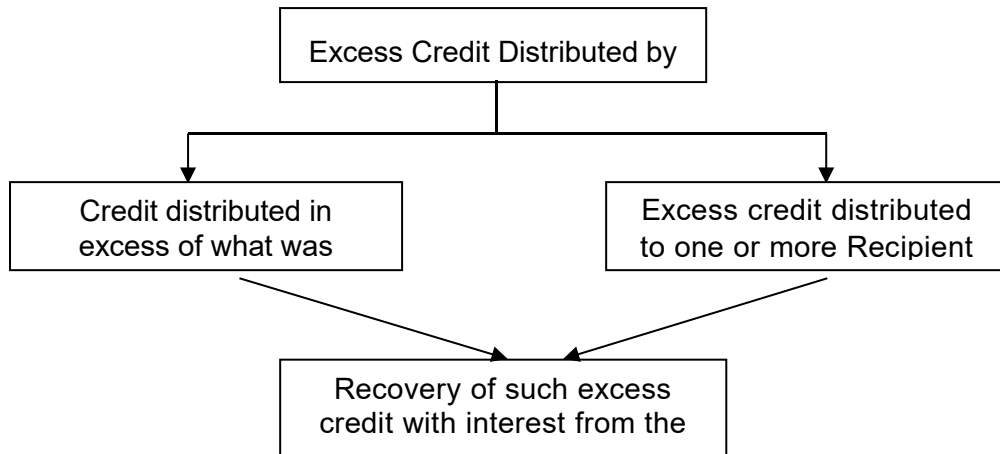 Excess Credit Distributed by
Credit distributed in
excess of what was
Excess credit distributed
to one or more Recipient
Recovery of such excess
credit with interest from the